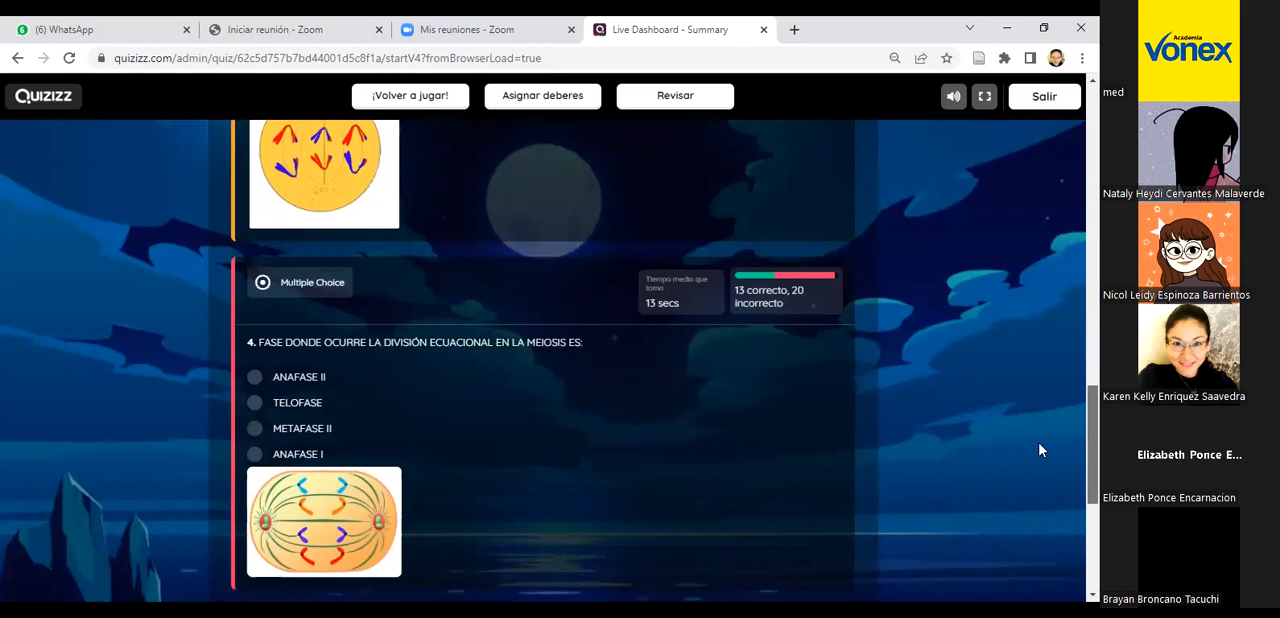 (6) WhatsApp
Iniciar reunión - Zoom
Mis reuniones - Zoom
Live Dashboard - Summary
quizizz.com/admin/quiz/62c5d757b7bd44001d5c8f1a/startV4?fromBrowserLoad=true
Quizizz
¡Volver a jugar!
Asignar deberes
Revisar
Salir
Multiple Choice
Tiempo medio que
tomo
13 secs
13 correcto, 20
incorrecto
4. FASE DONDE OCURRE LA DIVISIÓN ECUACIONAL EN LA MEIOSIS ES:
ANAFASE II
TELOFASE
METAFASE II
ANAFASE I
Academia
VONEX
med
Nataly Heydi Cervantes Malaverde
Nicol Leidy Espinoza Barrientos
Karen Kelly Enriquez Saavedra
Elizabeth Ponce E...
Elizabeth Ponce Encarnacion
Brayan Broncano Tacuchi